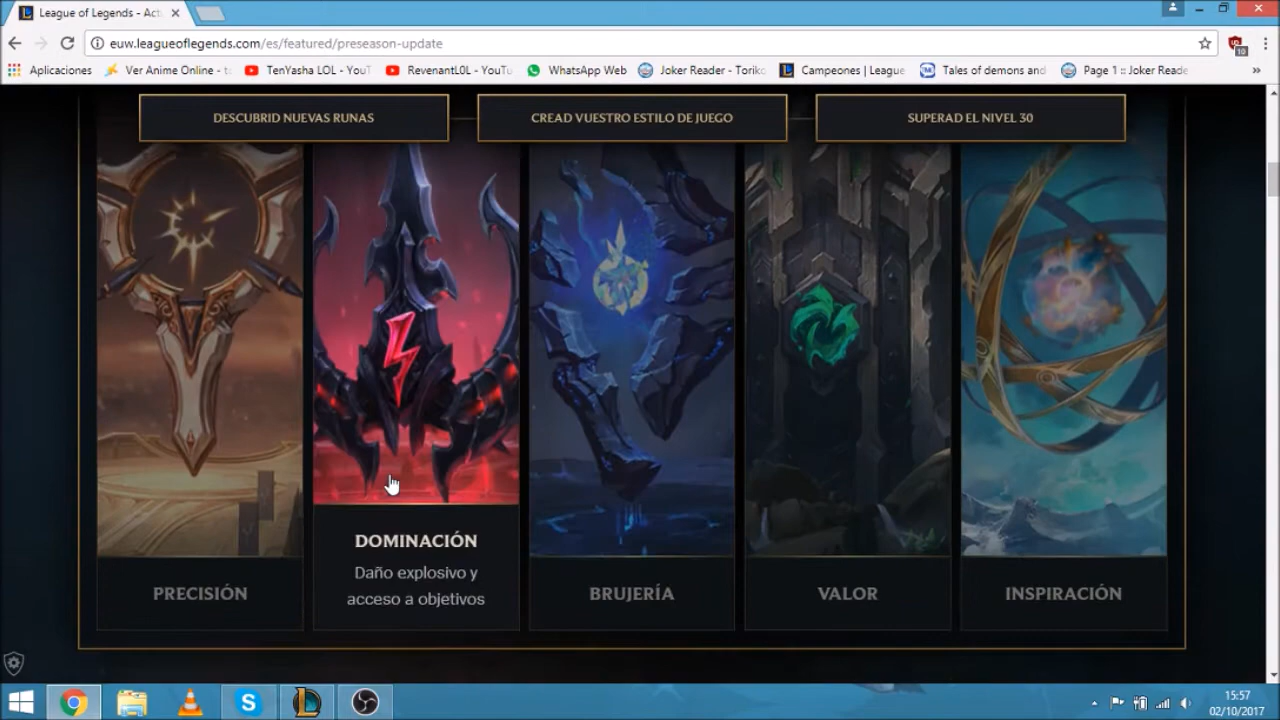 League of Legends - Act
euw.leagueoflegends.com/es/featured/preseason-update
10
Aplicaciones
Ver Anime Online - to
TenYasha LOL - YouT
RevenantL0L - YouTu
WhatsApp Web
Joker Reader - Toriko
Campeones | League
Tales of demons and
Page 1 :: Joker Reade
»
DESCUBRID NUEVAS RUNAS
CREAD VUESTRO ESTILO DE JUEGO
SUPERAD EL NIVEL 30
PRECISIÓN
DOMINACIÓN
Daño explosivo y
acceso a objetivos
BRUJERÍA
VALOR
INSPIRACIÓN
15:57
02/10/2017